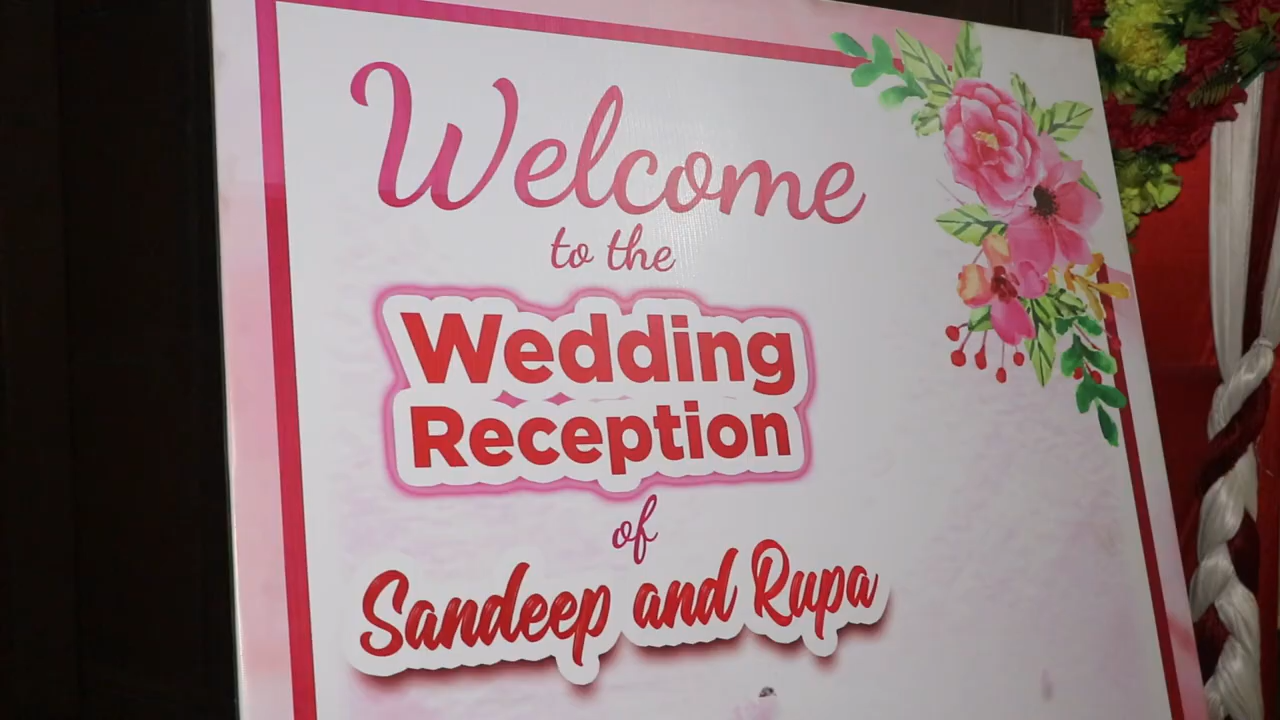 Welcome
to the
Wedding
Reception
of
Sandeep and Rupa